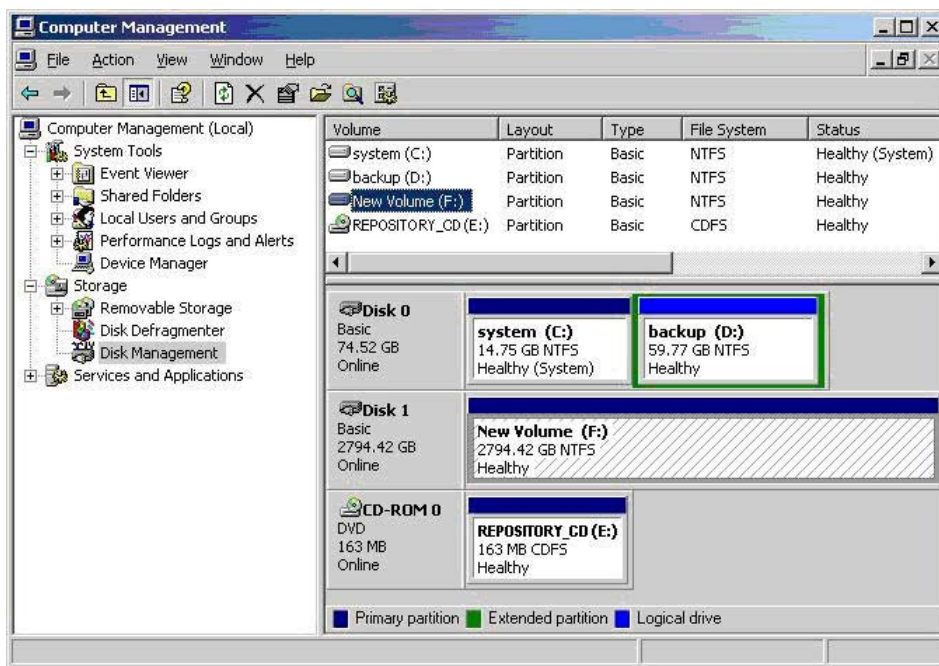 Computer Management
File Action View Window Help
Computer Management (Local)
System Tools
Event Viewer
Shared Folders
Local Users and Groups
Performance Logs and Alerts
Device Manager
Storage
Removable Storage
Disk Defragmenter
Disk Management
Services and Applications
Volume Layout Type File System Status
system (C:) Partition Basic NTFS Healthy (System)
backup (D:) Partition Basic NTFS Healthy
New Volume (F:) Partition Basic NTFS Healthy
REPOSITORY_CD (E:) Partition Basic CDFS Healthy
Disk 0
Basic
74.52 GB
Online
system (C:)
14.75 GB NTFS
Healthy (System)
backup (D:)
59.77 GB NTFS
Healthy
Disk 1
Basic
2794.42 GB
Online
New Volume (F:)
2794.42 GB NTFS
Healthy
CD-ROM 0
DVD
163 MB
Online
REPOSITORY_CD (E:)
163 MB CDFS
Healthy
Primary partition Extended partition Logical drive